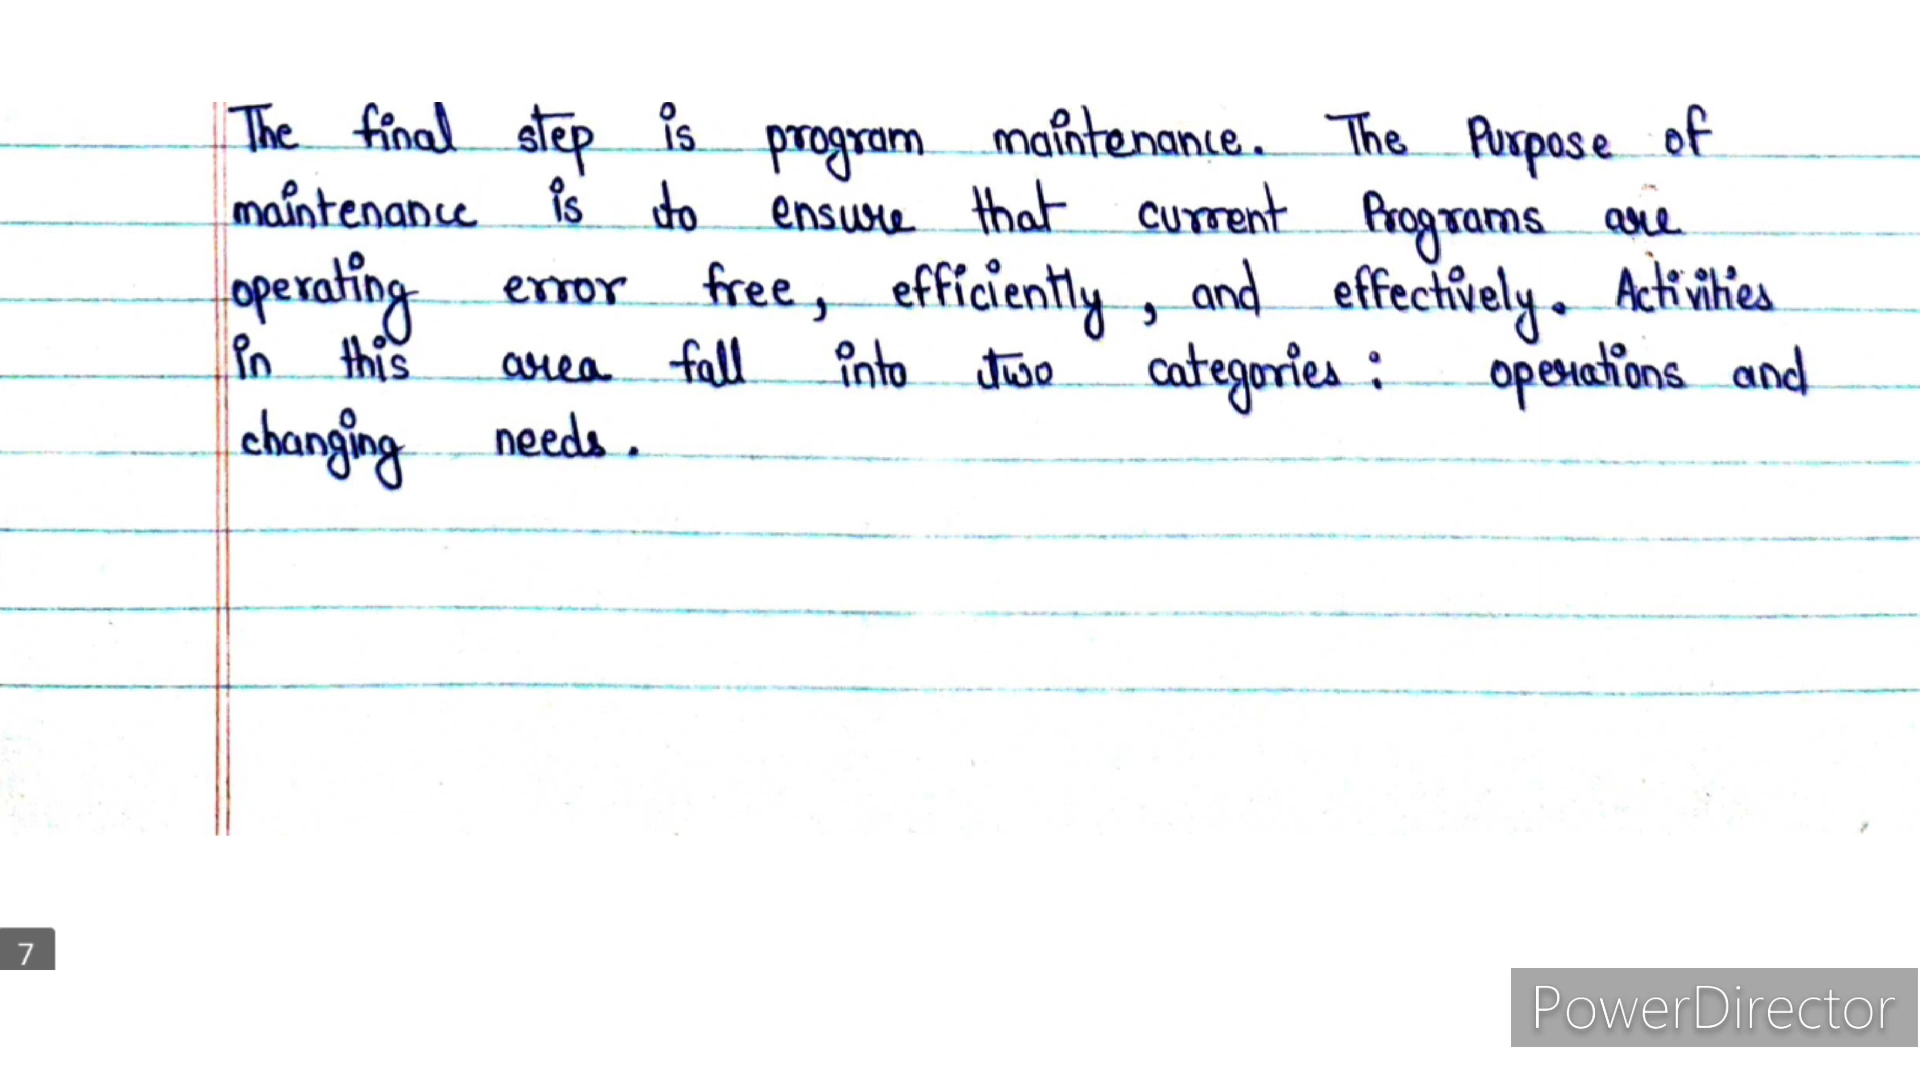 The final step is program maintenance. The Purpose of
maintenance is to ensure that current Programs are
operating error free, efficiently, and effectively. Activities
in this area fall into two categories: operations and
changing needs.
7
PowerDirector